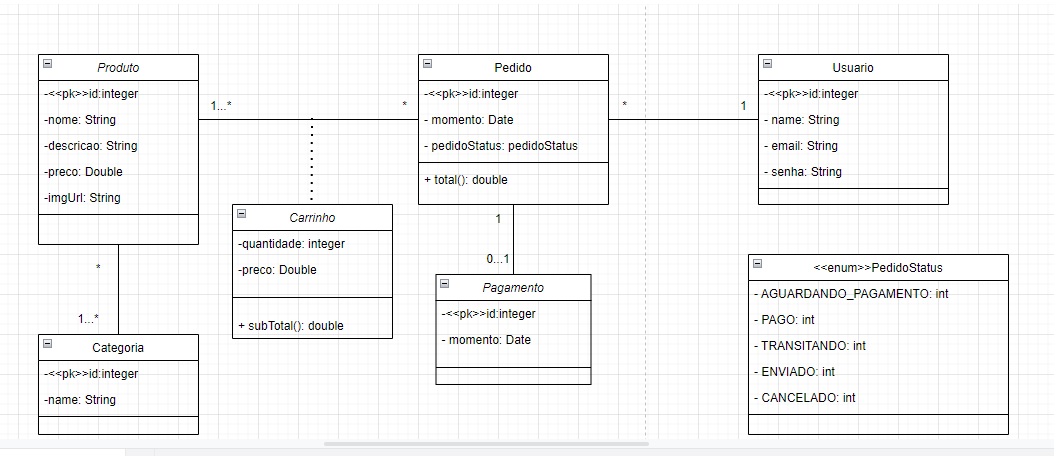 Produto
-<<pk>>id:integer
-nome: String
-descricao: String
-preco: Double
-imgUrl: String
1...*
*
Pedido
-<<pk>>id:integer
- momento: Date
- pedidoStatus: pedidoStatus
+ total(): double
*
1
Usuario
-<<pk>>id:integer
- name: String
- email: String
- senha: String
Carrinho
-quantidade: integer
-preco: Double
+ subTotal(): double
1
0...1
Pagamento
-<<pk>>id:integer
- momento: Date
*
1...*
Categoria
-<<pk>>id:integer
-name: String
<<enum>>PedidoStatus
- AGUARDANDO_PAGAMENTO: int
- PAGO: int
- TRANSITANDO: int
- ENVIADO: int
- CANCELADO: int